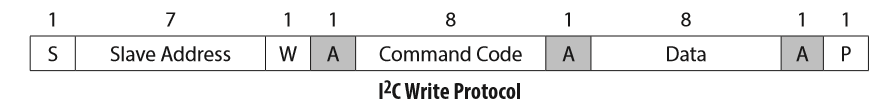 1 7 1 1 8 1 8 1 1
S Slave Address W A Command Code A Data A P
I²C Write Protocol